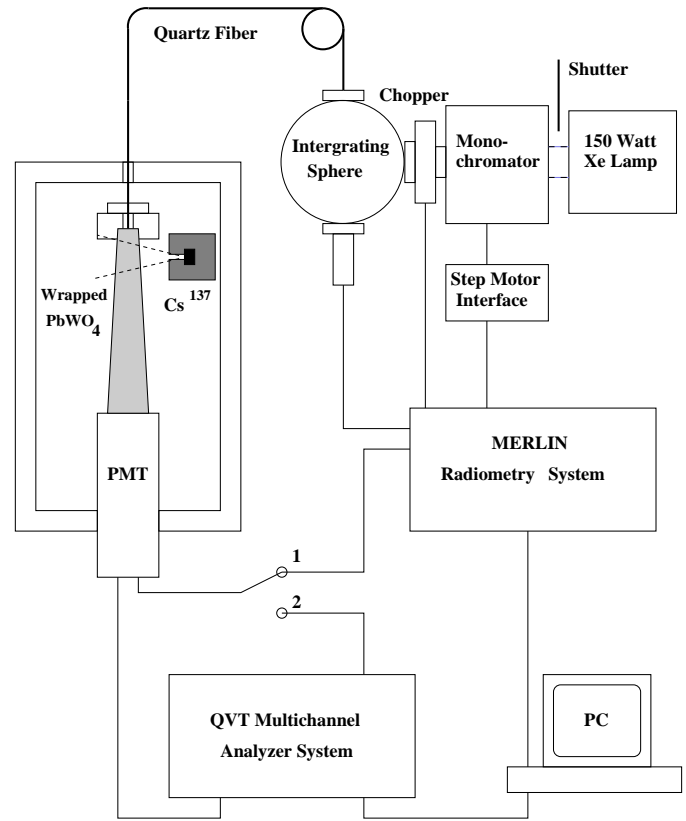 Quartz Fiber
Shutter
Chopper
Intergrating
Sphere
Mono-
chromator
150 Watt
Xe Lamp
Wrapped
PbWO4
Cs 137
Step Motor
Interface
PMT
MERLIN
Radiometry System
1
2
QVT Multichannel
Analyzer System
PC